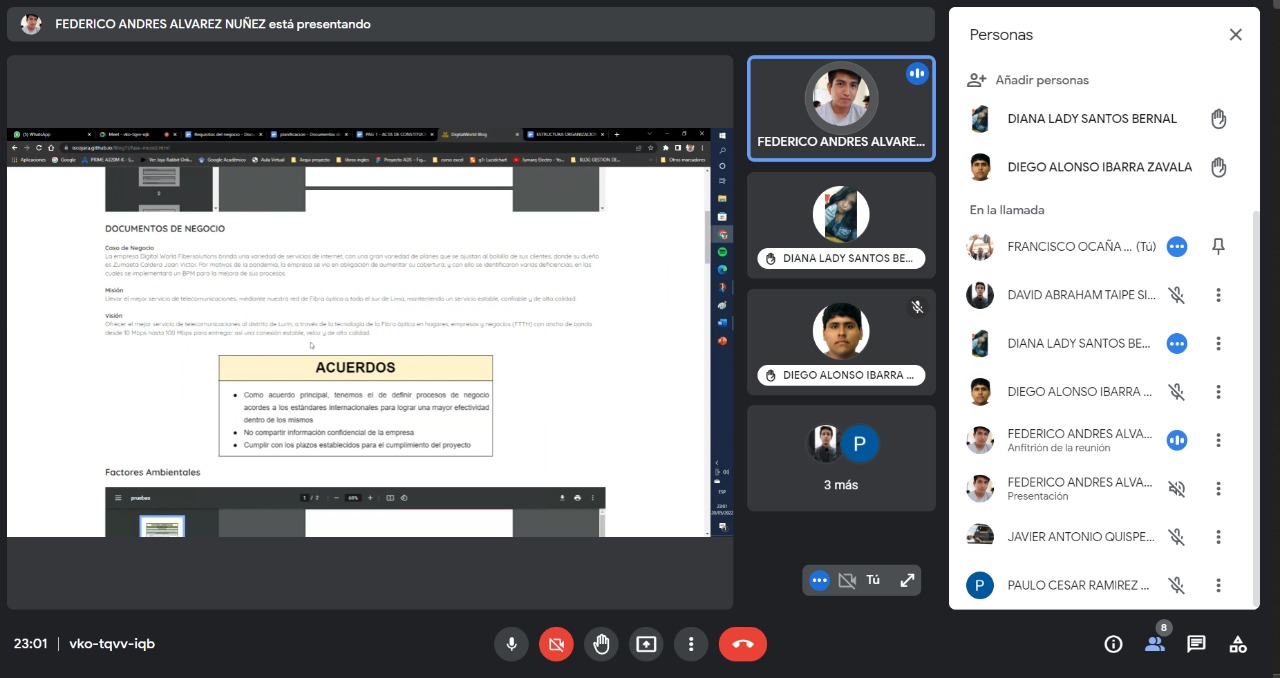 FEDERICO ANDRES ALVAREZ NUÑEZ está presentando
(5) WhatsApp
Meet - vko-tqvv-iqb
Requisitos del negocio - Docu
planificacion - Documentos d
PAG 1 - ACTA DE CONSTITU
DigitalWorld Blog
ESTRUCTURA ORGANIZACIO
Aplicaciones
Google
Google Académico
Aula Virtual
Arqui proyecto
libros ingles
Proyecto ADS - Fig...
curso excel
BLOG GESTION DE...
Otros marcadores
DOCUMENTOS DE NEGOCIO
Caso de Negocio
La empresa Digital World Fibersolutions brinda una variedad de servicios de internet, con una gran variedad de planes que se ajustan al bolsillo de sus clientes, donde su dueño
es Zumaeta Caldera Joan Victor. Por motivos de la pandemia, la empresa se vio en obligación de aumentar su cobertura, y con ello se identificaron varias deficiencias, en las
cuales se implementará un BPM para la mejora de sus procesos.
Misión
Llevar el mejor servicio de telecomunicaciones, mediante nuestra red de Fibra óptica a todo el sur de Lima, manteniendo un servicio estable, confiable y de alta calidad.
Visión
Ofrecer el mejor servicio de telecomunicaciones al distrito de Lurín, a través de la tecnología de la Fibra óptica en hogares, empresas y negocios (FTTH) con ancho de banda
desde 10 Mbps hasta 100 Mbps para entregar así una conexión estable, veloz y de alta calidad.
ACUERDOS
• Como acuerdo principal, tenemos el de definir procesos de negocio
acordes a los estándares internacionales para lograr una mayor efectividad
dentro de los mismos
• No compartir información confidencial de la empresa
• Cumplir con los plazos establecidos para el cumplimiento del proyecto
Factores Ambientales
pruebas
1 / 2
ESP
23:01
20/05/2022
FEDERICO ANDRES ALVARE...
DIANA LADY SANTOS BE...
DIEGO ALONSO IBARRA ...
P
3 más
Tú
Personas
Añadir personas
DIANA LADY SANTOS BERNAL
DIEGO ALONSO IBARRA ZAVALA
En la llamada
FRANCISCO OCAÑA ... (Tú)
DAVID ABRAHAM TAIPE SI...
DIANA LADY SANTOS BE...
DIEGO ALONSO IBARRA ...
FEDERICO ANDRES ALVA...
Anfitrión de la reunión
FEDERICO ANDRES ALVA...
Presentación
JAVIER ANTONIO QUISPE...
P
PAULO CESAR RAMIREZ ...
23:01 | vko-tqvv-iqb
8